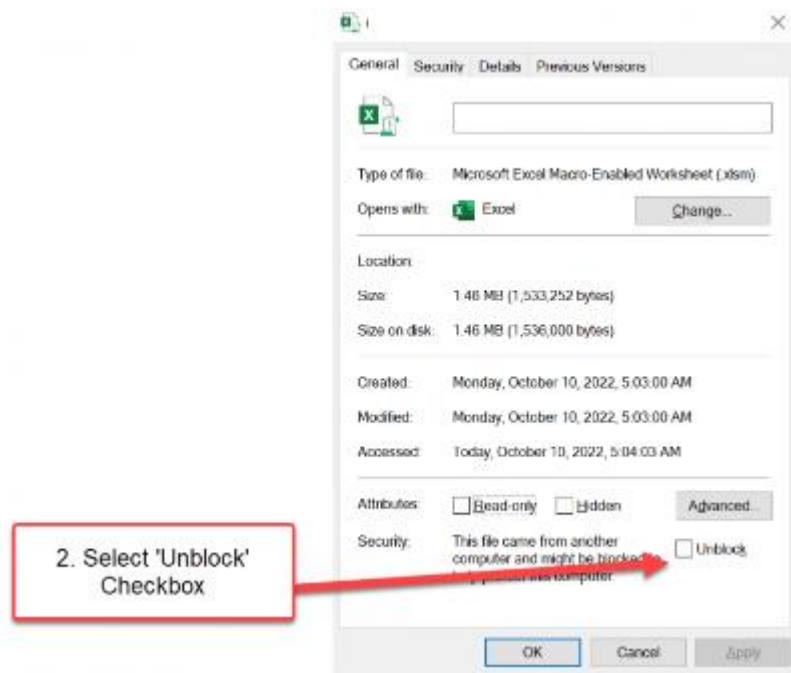 General Security Details Previous Versions
Type of file: Microsoft Excel Macro-Enabled Worksheet (.xlsm)
Opens with: Excel Change...
Location:
Size: 1.46 MB (1,533,252 bytes)
Size on disk: 1.46 MB (1,536,000 bytes)
Created: Monday, October 10, 2022, 5:03:00 AM
Modified: Monday, October 10, 2022, 5:03:00 AM
Accessed: Today, October 10, 2022, 5:04:03 AM
Attributes: Read-only Hidden Advanced...
Security: This file came from another
computer and might be blocked to Unblock
this computer.
2. Select 'Unblock'
Checkbox
OK Cancel Apply